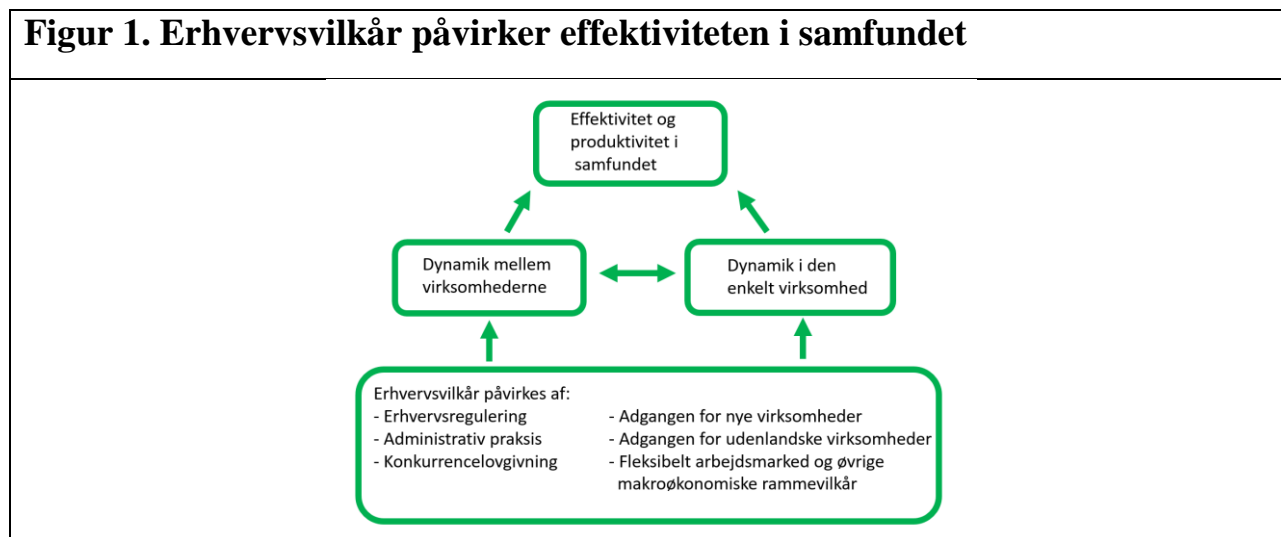 Figur 1. Erhvervsvilkår påvirker effektiviteten i samfundet
Effektivitet og
produktivitet i
samfundet
Dynamik mellem
virksomhederne
Dynamik i den
enkelt virksomhed
Erhvervsvilkår påvirkes af:
- Erhvervsregulering
- Administrativ praksis
- Konkurrencelovgivning
- Adgangen for nye virksomheder
- Adgangen for udenlandske virksomheder
- Fleksibelt arbejdsmarked og øvrige
makroøkonomiske rammevilkår